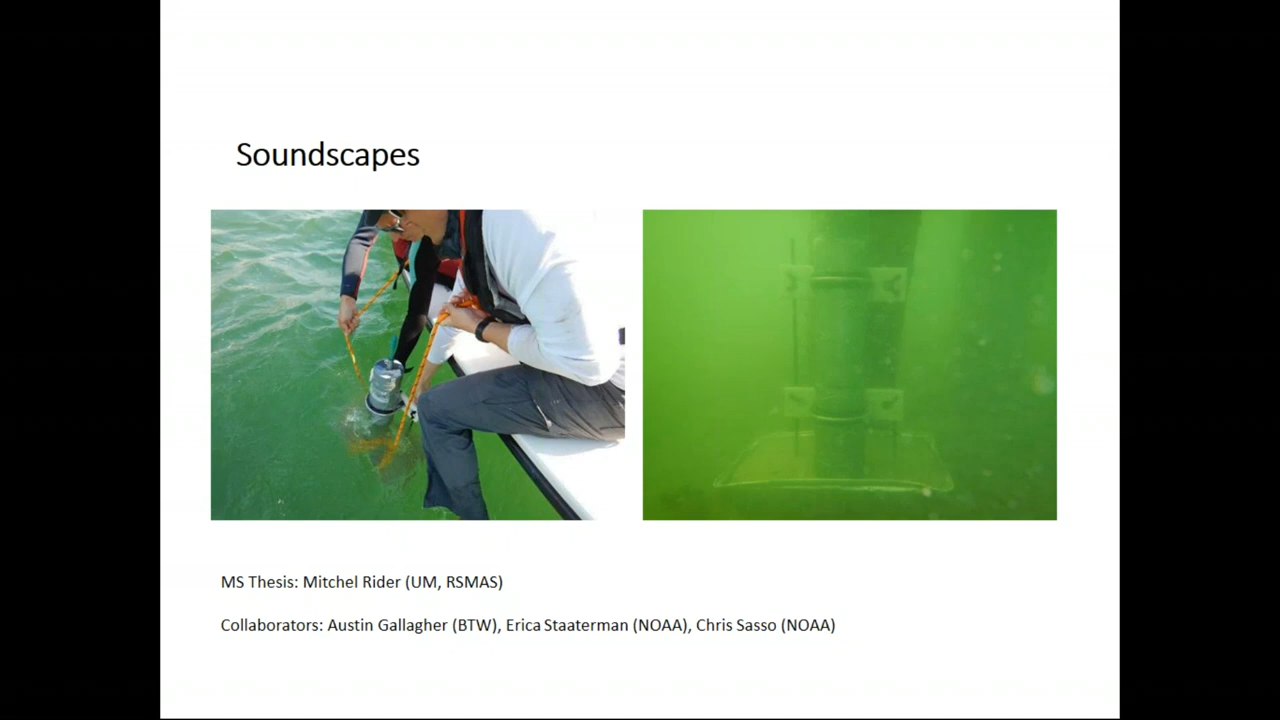 Soundscapes
MS Thesis: Mitchel Rider (UM, RSMAS)
Collaborators: Austin Gallagher (BTW), Erica Staaterman (NOAA), Chris Sasso (NOAA)